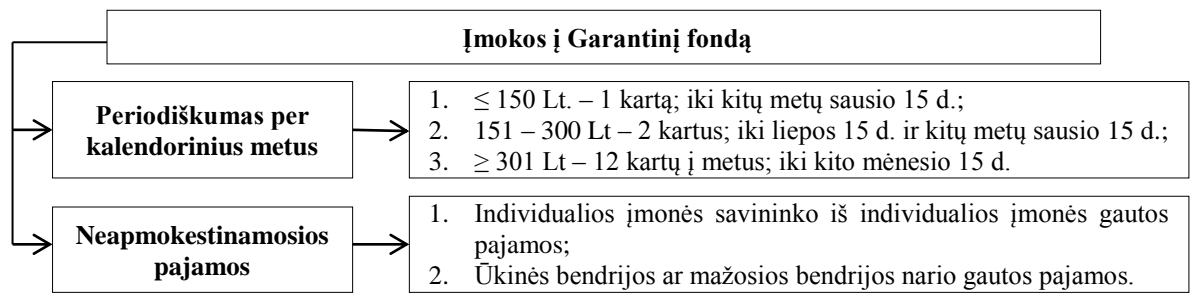 Įmokos į Garantinį fondą
Periodiškumas per
kalendorinius metus
1. ≤ 150 Lt. – 1 kartą; iki kitų metų sausio 15 d.;
2. 151 – 300 Lt – 2 kartus; iki liepos 15 d. ir kitų metų sausio 15 d.;
3. ≥ 301 Lt – 12 kartų į metus; iki kito mėnesio 15 d.
Neapmokestinamosios
pajamos
1. Individualios įmonės savininko iš individualios įmonės gautos
pajamos;
2. Ūkinės bendrijos ar mažosios bendrijos nario gautos pajamos.